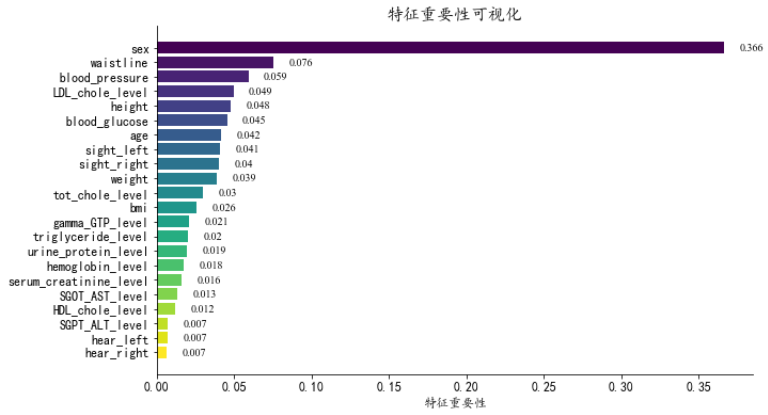 特征重要性可视化
sex 0.366
waistline 0.076
blood_pressure 0.059
LDL_chole_level 0.049
height 0.048
blood_glucose 0.045
age 0.042
sight_left 0.041
sight_right 0.04
weight 0.039
tot_chole_level 0.03
bmi 0.026
gamma_GTP_level 0.021
triglyceride_level 0.02
urine_protein_level 0.019
hemoglobin_level 0.018
serum_creatinine_level 0.016
SGOT_AST_level 0.013
HDL_chole_level 0.012
SGPT_ALT_level 0.007
hear_left 0.007
hear_right 0.007
0.00 0.05 0.10 0.15 0.20 0.25 0.30 0.35
特征重要性